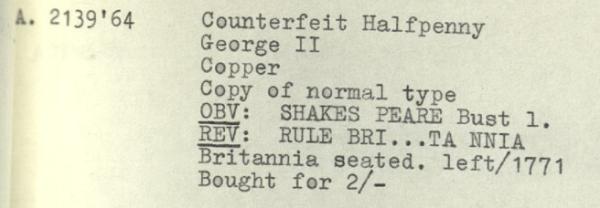 A. 2139'64 Counterfeit Halfpenny
George II
Copper
Copy of normal type
OBV: SHAKES PEARE Bust l.
REV: RULE BRI...TA NNIA
Britannia seated. left/1771
Bought for 2/-